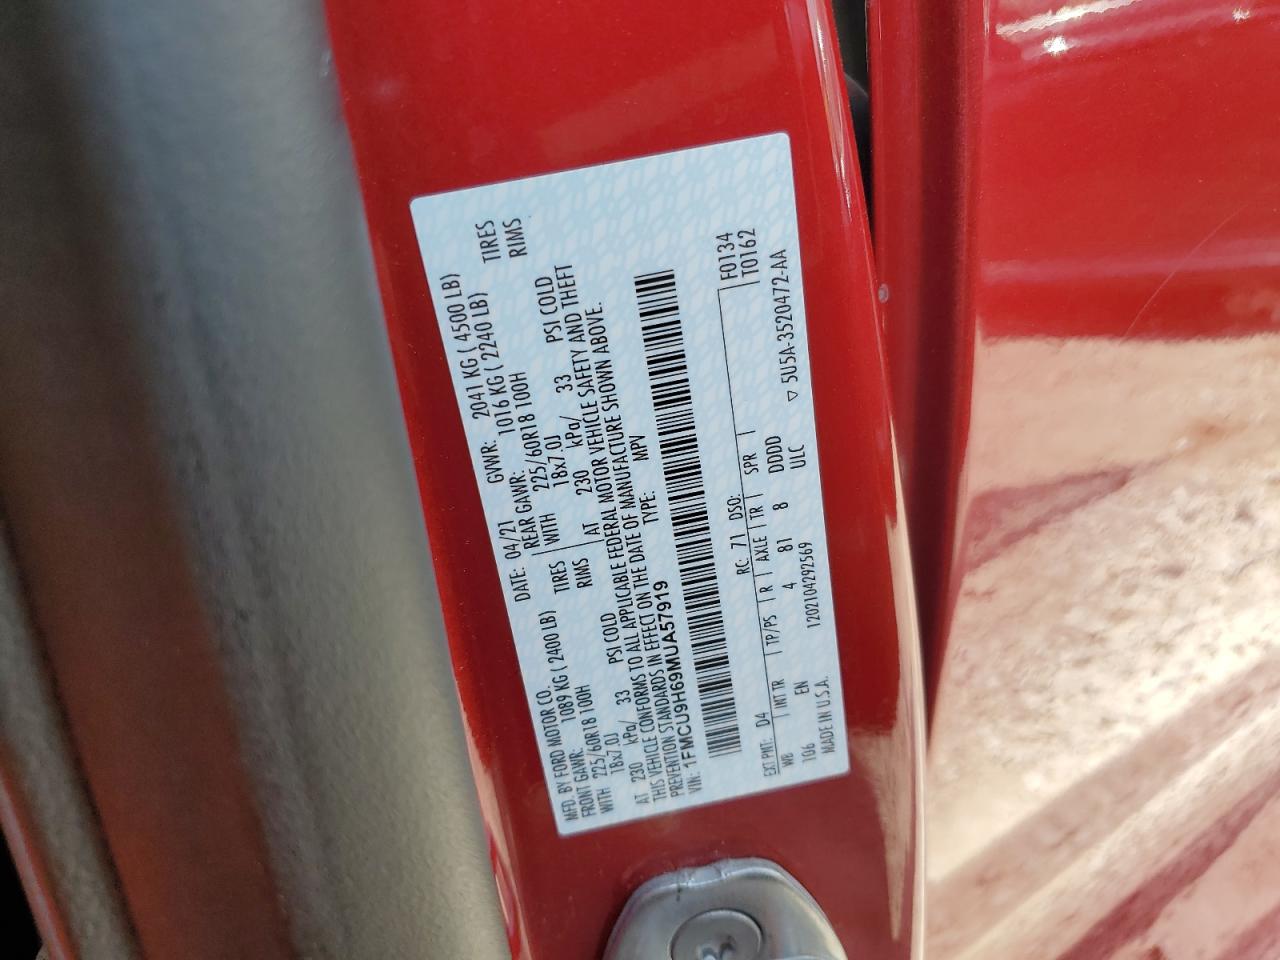 MFD. BY FORD MOTOR CO. DATE: 04/21 GVWR: 2041 KG ( 4500 LB)
FRONT GAWR: 1089 KG ( 2400 LB) REAR GAWR: 1016 KG ( 2240 LB)
WITH 225/60R18 100H TIRES WITH 225/60R18 100H TIRES
18x7.0J RIMS 18x7.0J RIMS
AT 230 kPa/ 33 PSI COLD AT 230 kPa/ 33 PSI COLD
THIS VEHICLE CONFORMS TO ALL APPLICABLE FEDERAL MOTOR VEHICLE SAFETY AND THEFT
PREVENTION STANDARDS IN EFFECT ON THE DATE OF MANUFACTURE SHOWN ABOVE.
VIN: 1FMCU9H69MUA57919 TYPE: MPV
F0134
T0162
EXT PNT: D4 RC: 71 DSO:
WB INT TR TP/PS R AXLE TR SPR
106 EN 4 81 8 DDDD
MADE IN U.S.A. 120210429​2569 ULC ▽ 5U5A-3520472-AA